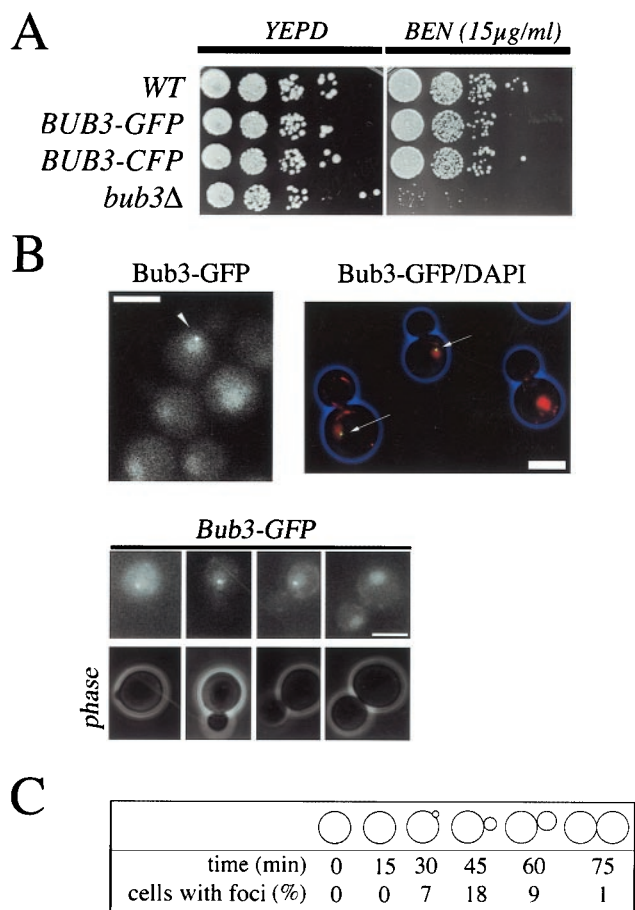 A
YEPD BEN (15µg/ml)
WT
BUB3-GFP
BUB3-CFP
bub3Δ
B
Bub3-GFP Bub3-GFP/DAPI
Bub3-GFP
phase
C
time (min) 0 15 30 45 60 75
cells with foci (%) 0 0 7 18 9 1